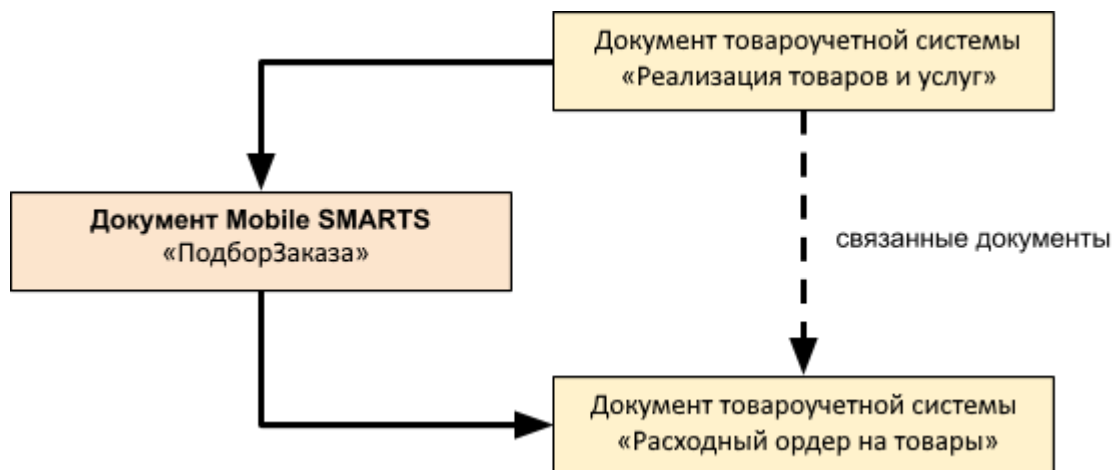 Документ товароучетной системы
«Реализация товаров и услуг»
Документ Mobile SMARTS
«ПодборЗаказа»
связанные документы
Документ товароучетной системы
«Расходный ордер на товары»